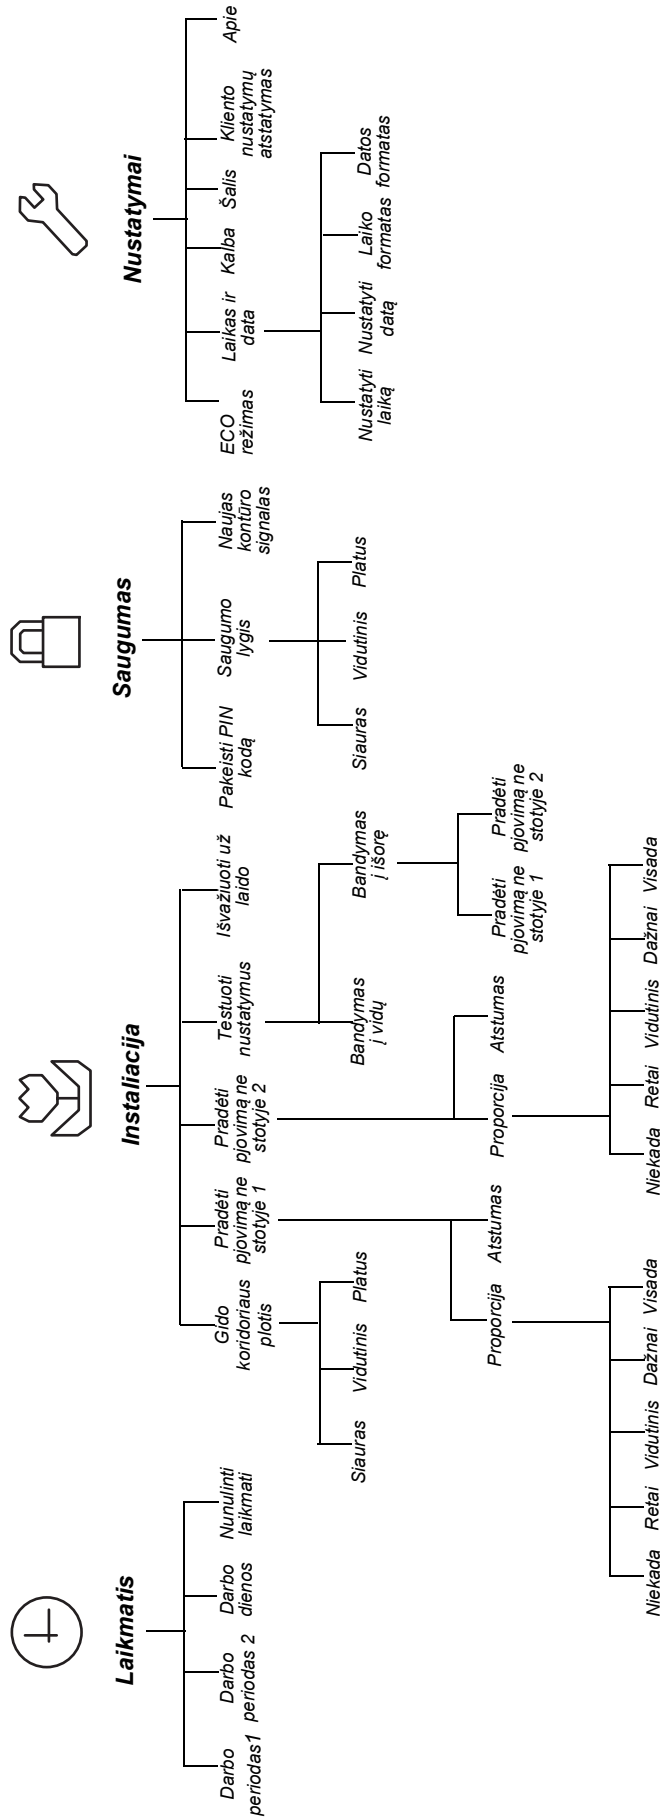 Laikmatis
Darbo
periodas1
Darbo
periodas 2
Darbo
dienos
Nunulinti
laikmati
Instaliacija
Gido
koridoriaus
plotis
Siauras
Vidutinis
Platus
Pradėti
pjovimą ne
stotyje 1
Proporcija
Atstumas
Niekada
Retai
Vidutinis
Dažnai
Visada
Pradėti
pjovimą ne
stotyje 2
Proporcija
Atstumas
Niekada
Retai
Vidutinis
Dažnai
Visada
Testuoti
nustatymus
Bandymas
į vidų
Bandymas
į išorę
Pradėti
pjovimą ne
stotyje 1
Pradėti
pjovimą ne
stotyje 2
Išvažiuoti už
laido
Saugumas
Pakeisti PIN
kodą
Saugumo
lygis
Siauras
Vidutinis
Platus
Naujas
kontūro
signalas
Nustatymai
ECO
režimas
Laikas ir
data
Nustatyti
laiką
Nustatyti
datą
Laiko
formatas
Datos
formatas
Kalba
Šalis
Kliento
nustatymų
atstatymas
Apie